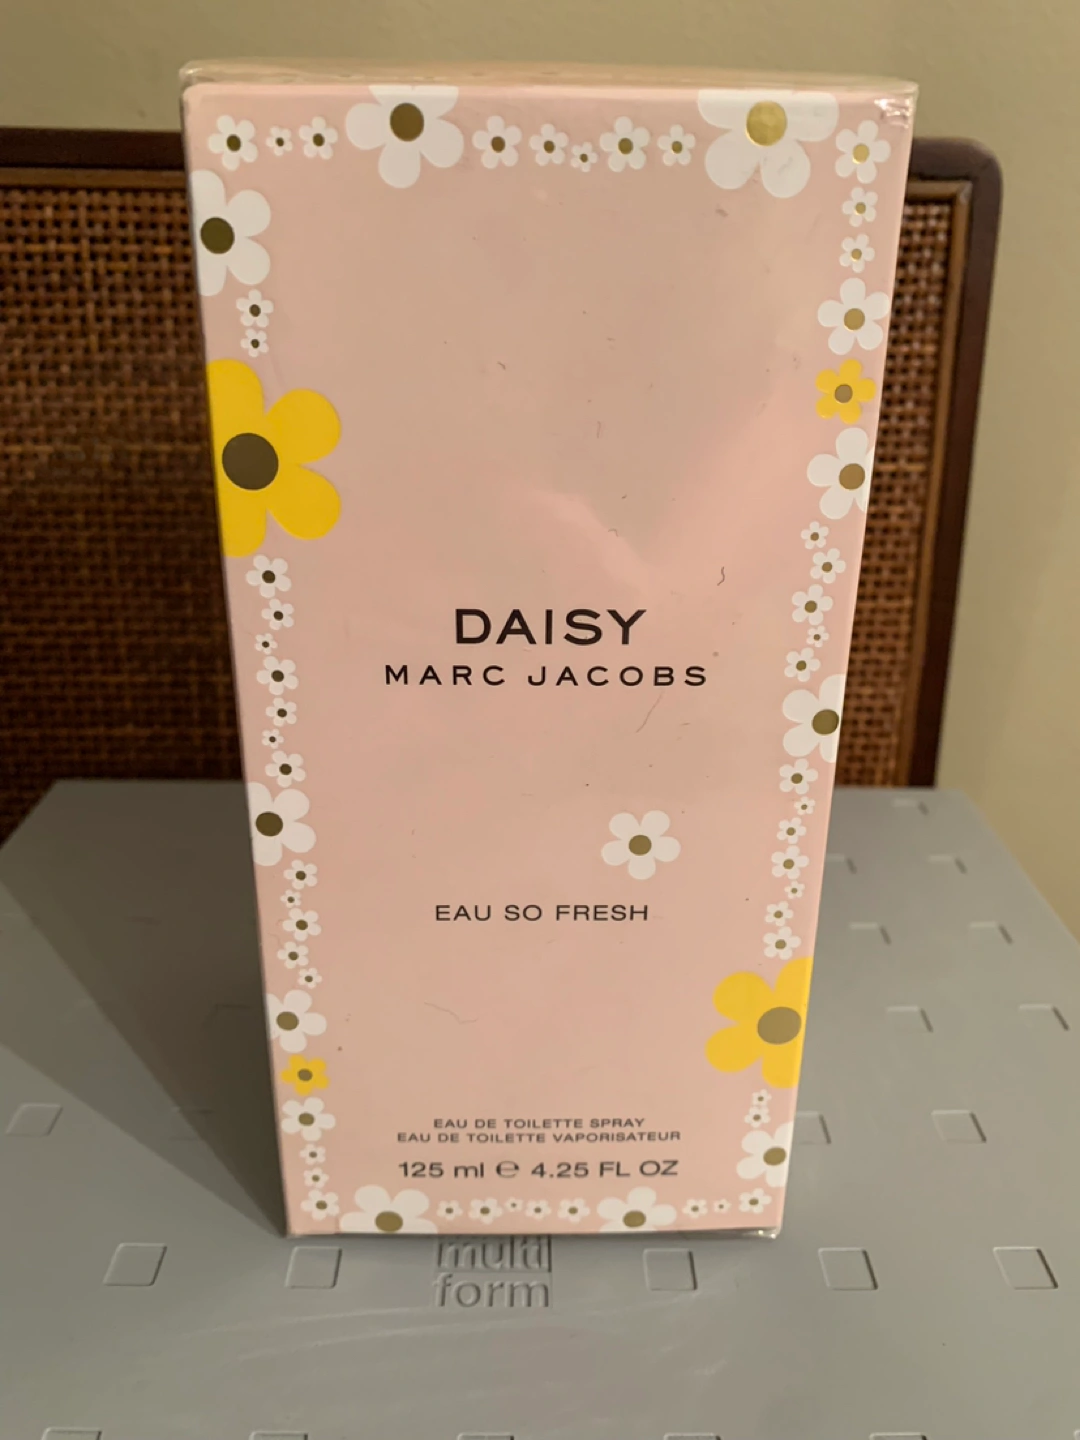 DAISY
MARC JACOBS
EAU SO FRESH
EAU DE TOILETTE SPRAY
EAU DE TOILETTE VAPORISATEUR
125 ml ℮ 4.25 FL OZ
multi
form